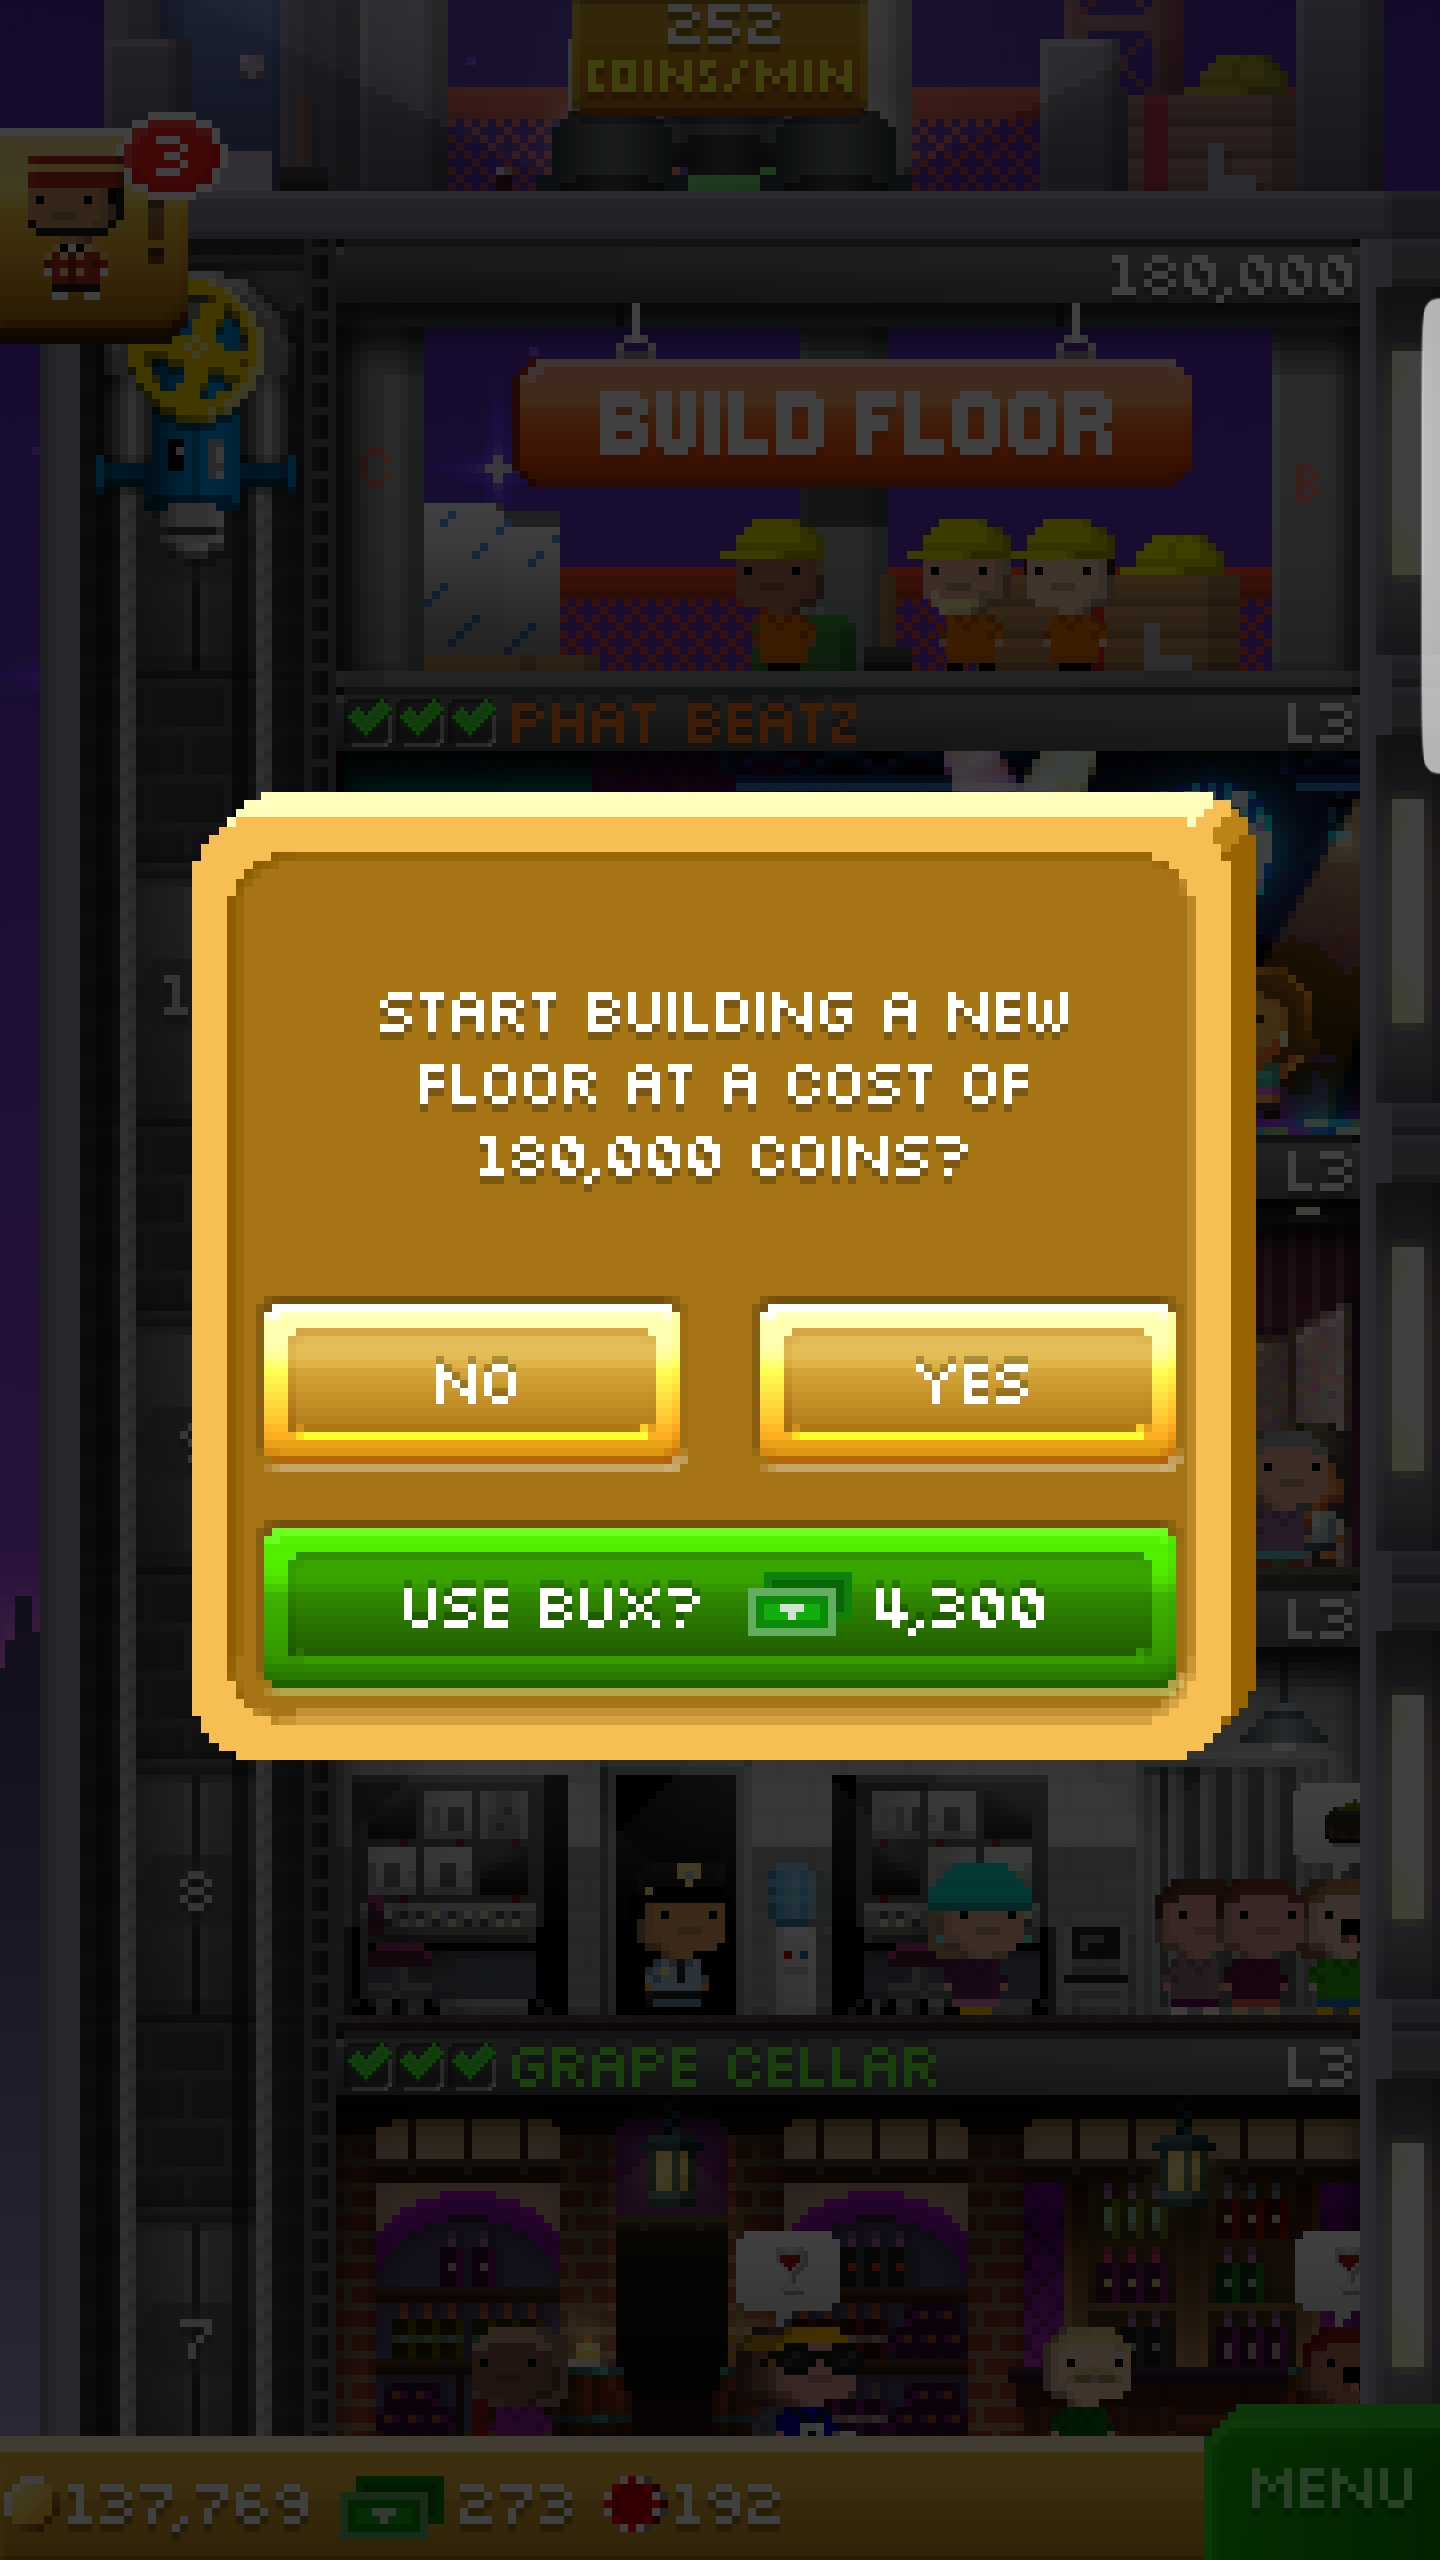 252
COINS/MIN
3
!
180,000
BUILD FLOOR
C
B
PHAT BEATZ L3
START BUILDING A NEW
FLOOR AT A COST OF
180,000 COINS?
L3
NO YES
USE BUX? 4,300
L3
8
GRAPE CELLAR L3
7
137,769 273 192
MENU